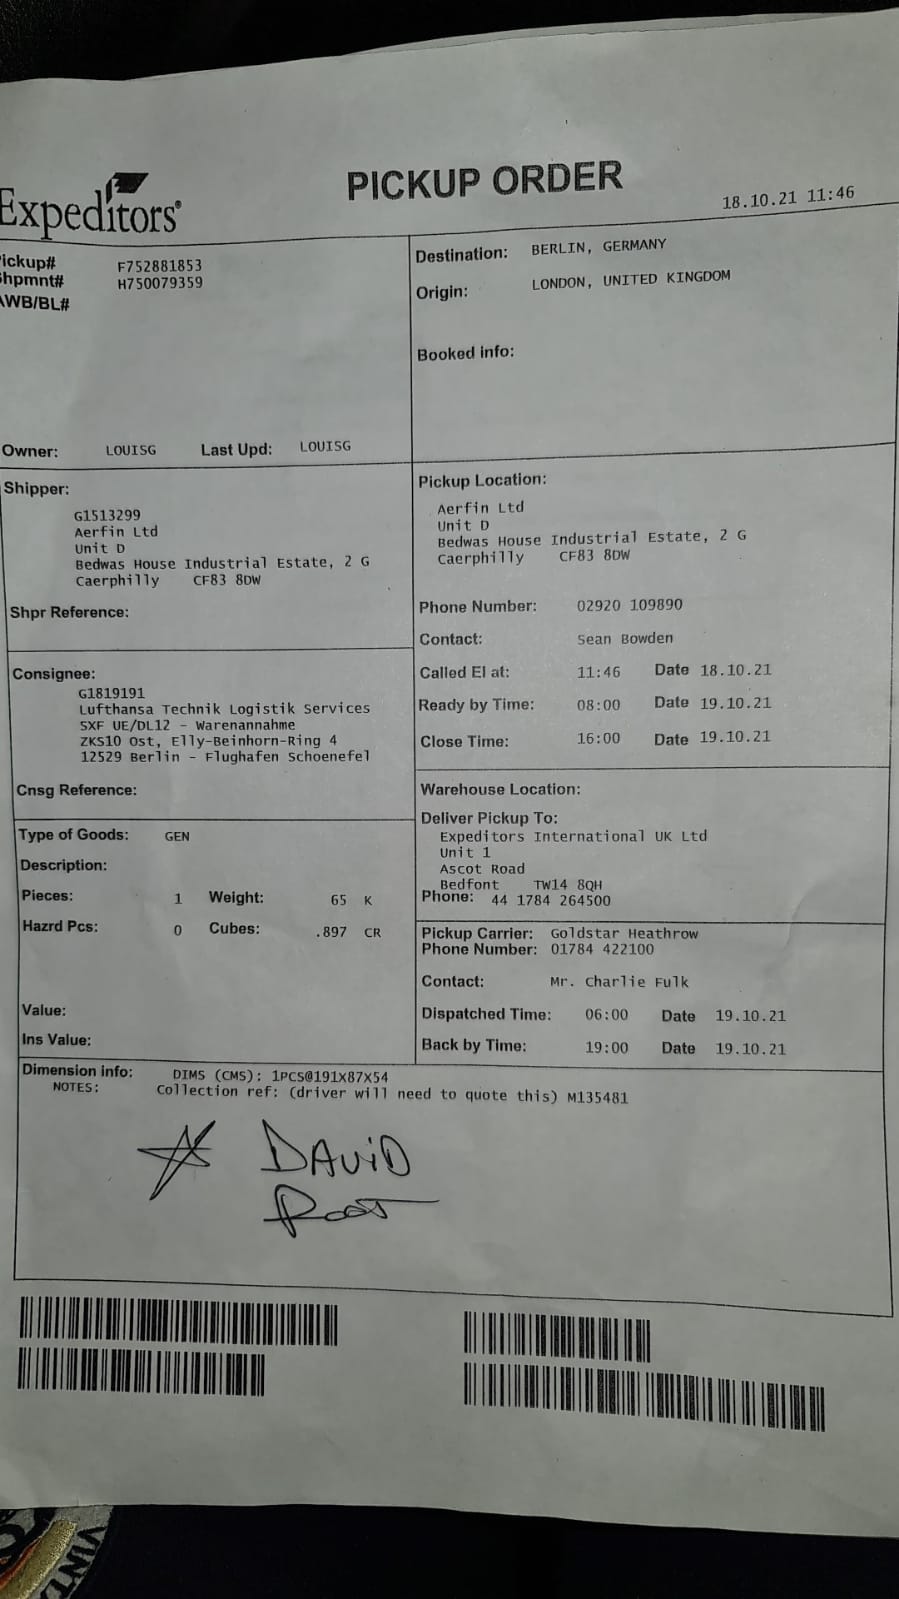 Expeditors®
PICKUP ORDER
18.10.21 11:46
ickup# F752881853
hpmnt# H750079359
AWB/BL#
Owner: LOUISG Last Upd: LOUISG
Destination: BERLIN, GERMANY
Origin: LONDON, UNITED KINGDOM
Booked info:
Shipper:
G1513299
Aerfin Ltd
Unit D
Bedwas House Industrial Estate, 2 G
Caerphilly CF83 8DW
Shpr Reference:
Pickup Location:
Aerfin Ltd
Unit D
Bedwas House Industrial Estate, 2 G
Caerphilly CF83 8DW
Phone Number: 02920 109890
Contact: Sean Bowden
Called EI at: 11:46 Date 18.10.21
Ready by Time: 08:00 Date 19.10.21
Close Time: 16:00 Date 19.10.21
Consignee:
G1819191
Lufthansa Technik Logistik Services
SXF UE/DL12 - Warenannahme
ZKS10 Ost, Elly-Beinhorn-Ring 4
12529 Berlin - Flughafen Schoenefel
Cnsg Reference:
Warehouse Location:
Deliver Pickup To:
Expeditors International UK Ltd
Unit 1
Ascot Road
Bedfont TW14 8QH
Phone: 44 1784 264500
Type of Goods: GEN
Description:
Pieces: 1 Weight: 65 K
Hazrd Pcs: 0 Cubes: .897 CR
Value:
Ins Value:
Pickup Carrier: Goldstar Heathrow
Phone Number: 01784 422100
Contact: Mr. Charlie Fulk
Dispatched Time: 06:00 Date 19.10.21
Back by Time: 19:00 Date 19.10.21
Dimension info: DIMS (CMS): 1PCS@191X87X54
NOTES: Collection ref: (driver will need to quote this) M135481
DAViD
Root